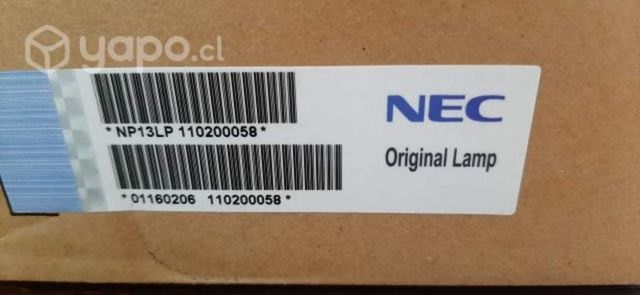 yapo.cl
*NP13LP 110200058*
*01160206 110200058*
NEC
Original Lamp